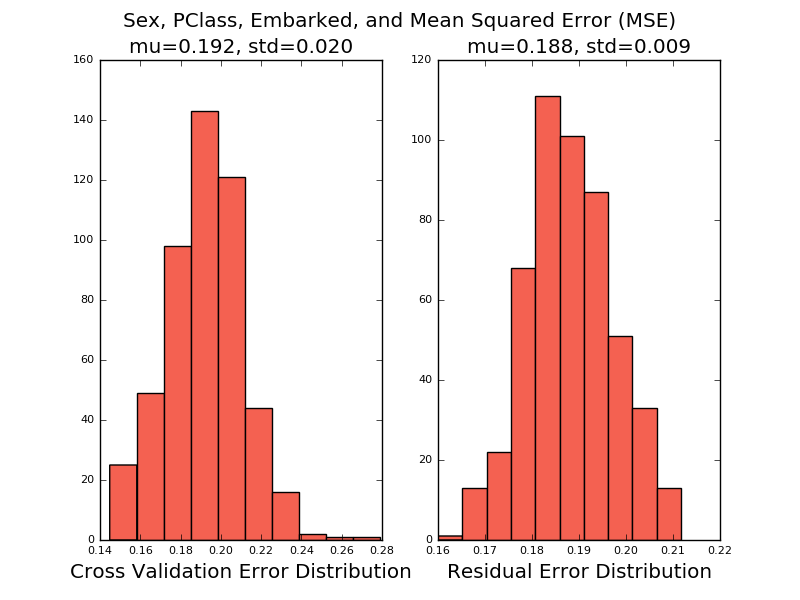 Sex, PClass, Embarked, and Mean Squared Error (MSE)
mu=0.192, std=0.020
160
140
120
100
80
60
40
20
0
0.14 0.16 0.18 0.20 0.22 0.24 0.26 0.28
Cross Validation Error Distribution
mu=0.188, std=0.009
120
100
80
60
40
20
0
0.16 0.17 0.18 0.19 0.20 0.21 0.22
Residual Error Distribution